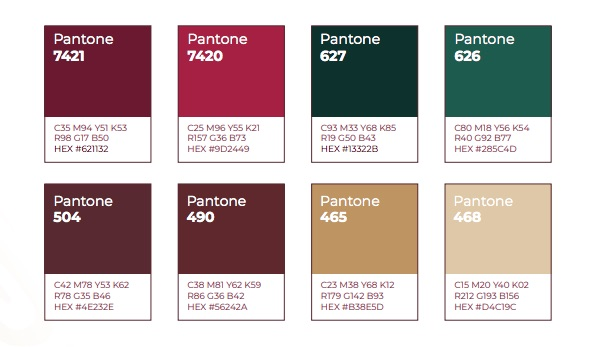 Pantone
7421
C35 M94 Y51 K53
R98 G17 B50
HEX #621132
Pantone
7420
C25 M96 Y55 K21
R157 G36 B73
HEX #9D2449
Pantone
627
C93 M33 Y68 K85
R19 G50 B43
HEX #13322B
Pantone
626
C80 M18 Y56 K54
R40 G92 B77
HEX #285C4D
Pantone
504
C42 M78 Y53 K62
R78 G35 B46
HEX #4E232E
Pantone
490
C38 M81 Y62 K59
R86 G36 B42
HEX #56242A
Pantone
465
C23 M38 Y68 K12
R179 G142 B93
HEX #B38E5D
Pantone
468
C15 M20 Y40 K02
R212 G193 B156
HEX #D4C19C